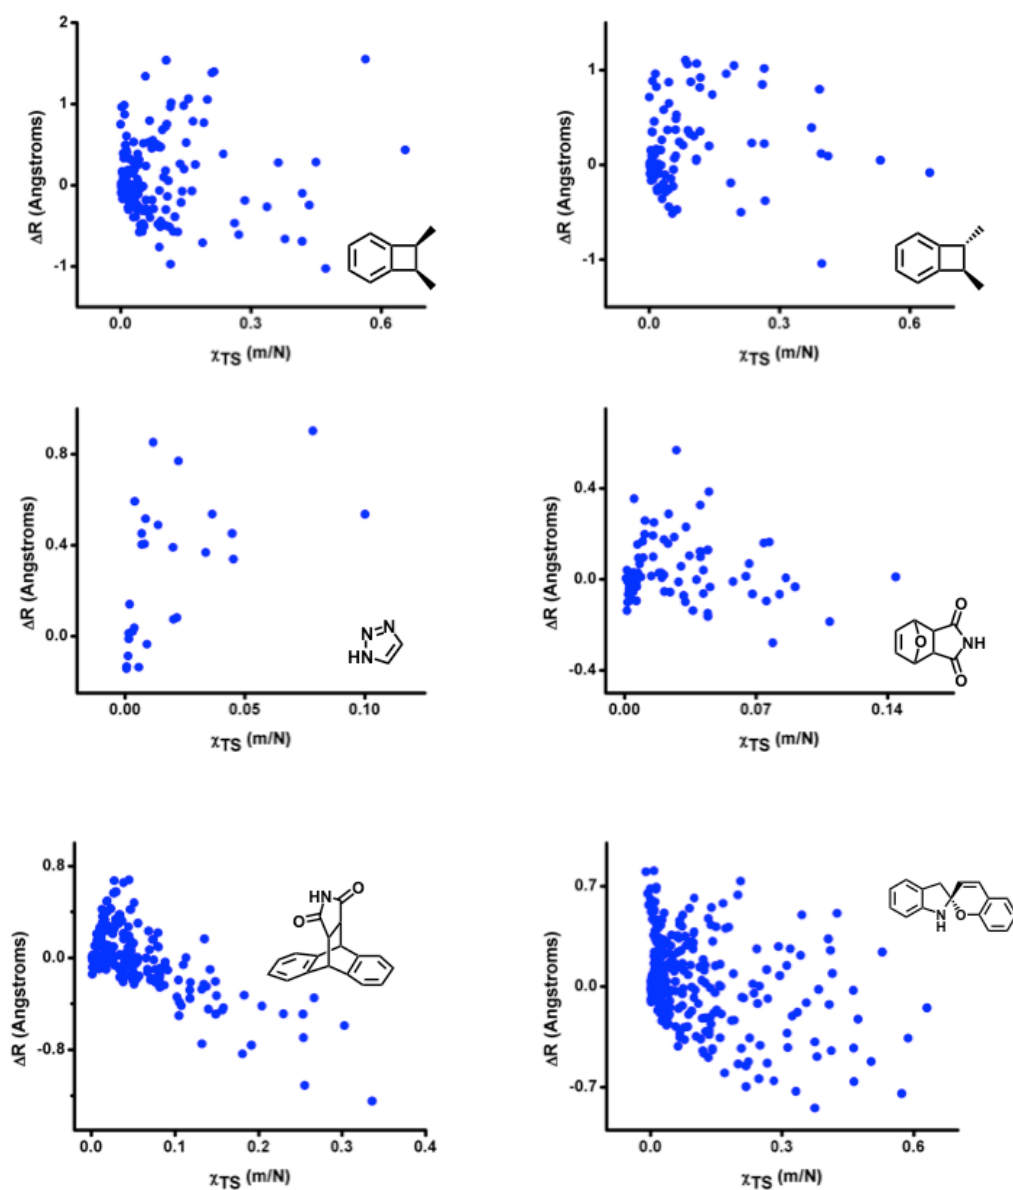 2
1
0
-1
ΔR (Angstroms)
0.0 0.3 0.6
χTS (m/N)
1
0
-1
ΔR (Angstroms)
0.0 0.3 0.6
χTS (m/N)
0.8
0.4
0.0
ΔR (Angstroms)
N
N
HN
0.00 0.05 0.10
χTS (m/N)
0.4
0.0
-0.4
ΔR (Angstroms)
O
O
NH
O
0.00 0.07 0.14
χTS (m/N)
0.8
0.0
-0.8
ΔR (Angstroms)
HN
O
O
0.0 0.1 0.2 0.3 0.4
χTS (m/N)
0.7
0.0
-0.7
ΔR (Angstroms)
N
H
O
0.0 0.3 0.6
χTS (m/N)